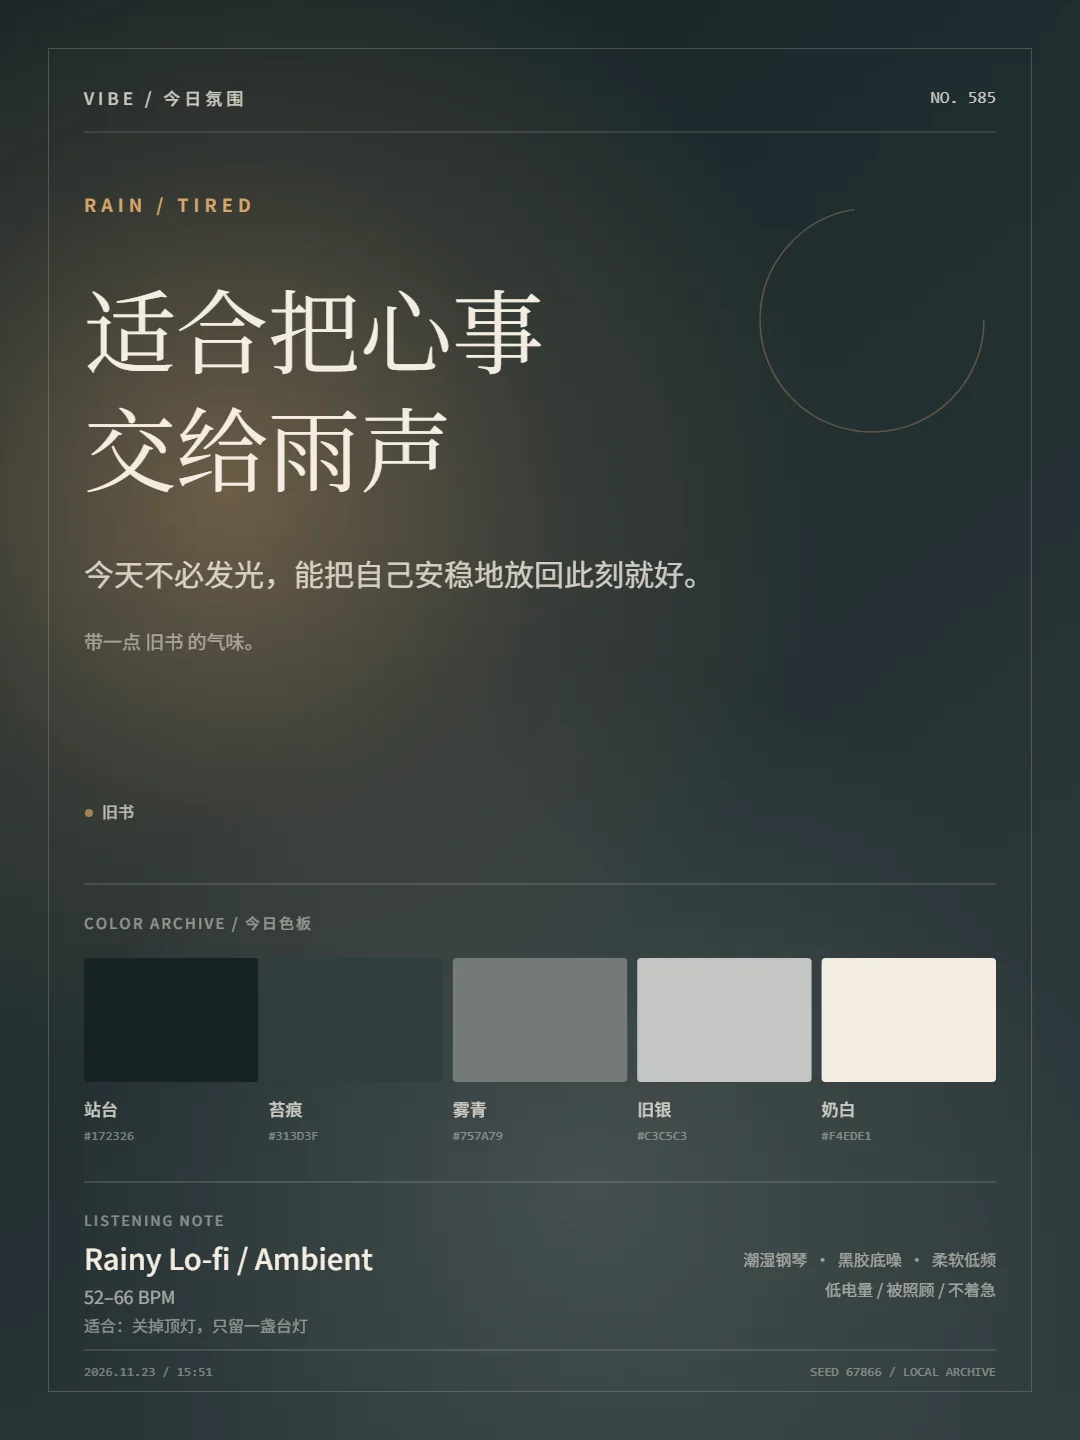 VIBE / 今日氛围
NO. 585
RAIN / TIRED
适合把心事
交给雨声
今天不必发光，能把自己安稳地放回此刻就好。
带一点 旧书 的气味。
旧书
COLOR ARCHIVE / 今日色板
站台 苔痕 雾青 旧银 奶白
#172326 #313D3F #757A79 #C3C5C3 #F4EDE1
LISTENING NOTE
Rainy Lo-fi / Ambient
潮湿钢琴 • 黑胶底噪 • 柔软低频
52–66 BPM
低电量 / 被照顾 / 不着急
适合：关掉顶灯，只留一盏台灯
2026.11.23 / 15:51
SEED 67866 / LOCAL ARCHIVE